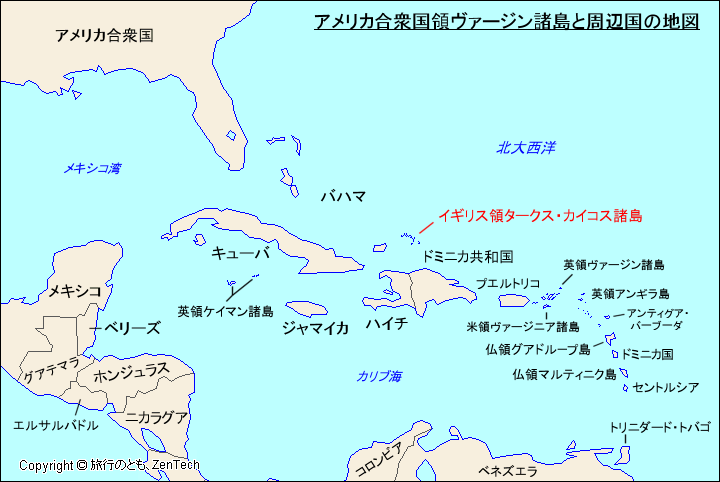 アメリカ合衆国領ヴァージン諸島と周辺国の地図
アメリカ合衆国
北大西洋
メキシコ湾
バハマ
イギリス領タークス・カイコス諸島
キューバ
ドミニカ共和国
英領ヴァージン諸島
プエルトリコ
メキシコ
英領アンギラ島
英領ケイマン諸島
アンティグア・
バーブーダ
ベリーズ
ジャマイカ
ハイチ
米領ヴァージニア諸島
仏領グアドループ島
ドミニカ国
グアテマラ
ホンジュラス
カリブ海
仏領マルティニク島
セントルシア
ニカラグア
エルサルバドル
トリニダード・トバゴ
コロンビア
ベネズエラ
Copyright © 旅行のとも、ZenTech